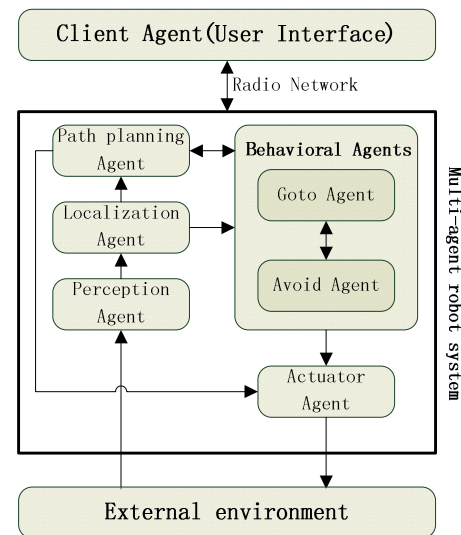 Client Agent(User Interface)
Radio Network
Path planning
Agent
Behavioral Agents
Goto Agent
Localization
Agent
Avoid Agent
Perception
Agent
Multi-agent robot system
Actuator
Agent
External environment